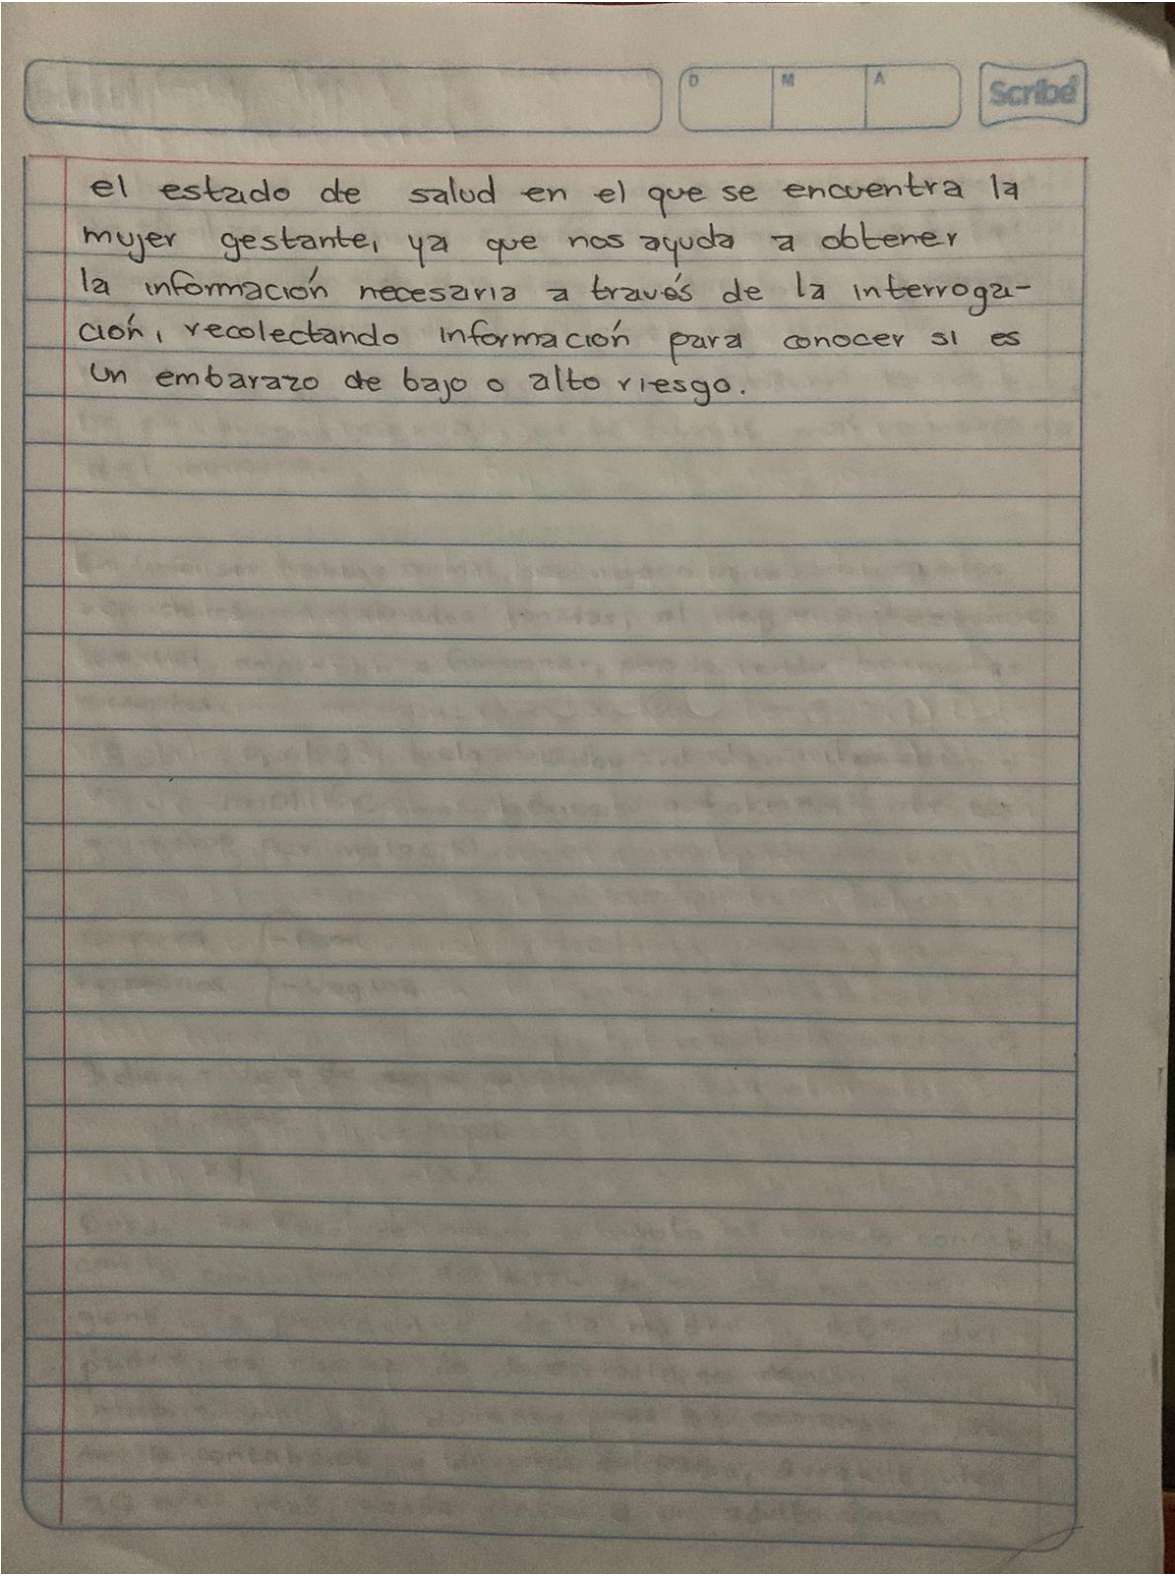 D M A Scribe
el estado de salud en el que se encuentra la
mujer gestante, ya que nos ayuda a obtener
la información necesaria a través de la interroga-
ción, recolectando información para conocer si es
un embarazo de bajo o alto riesgo.